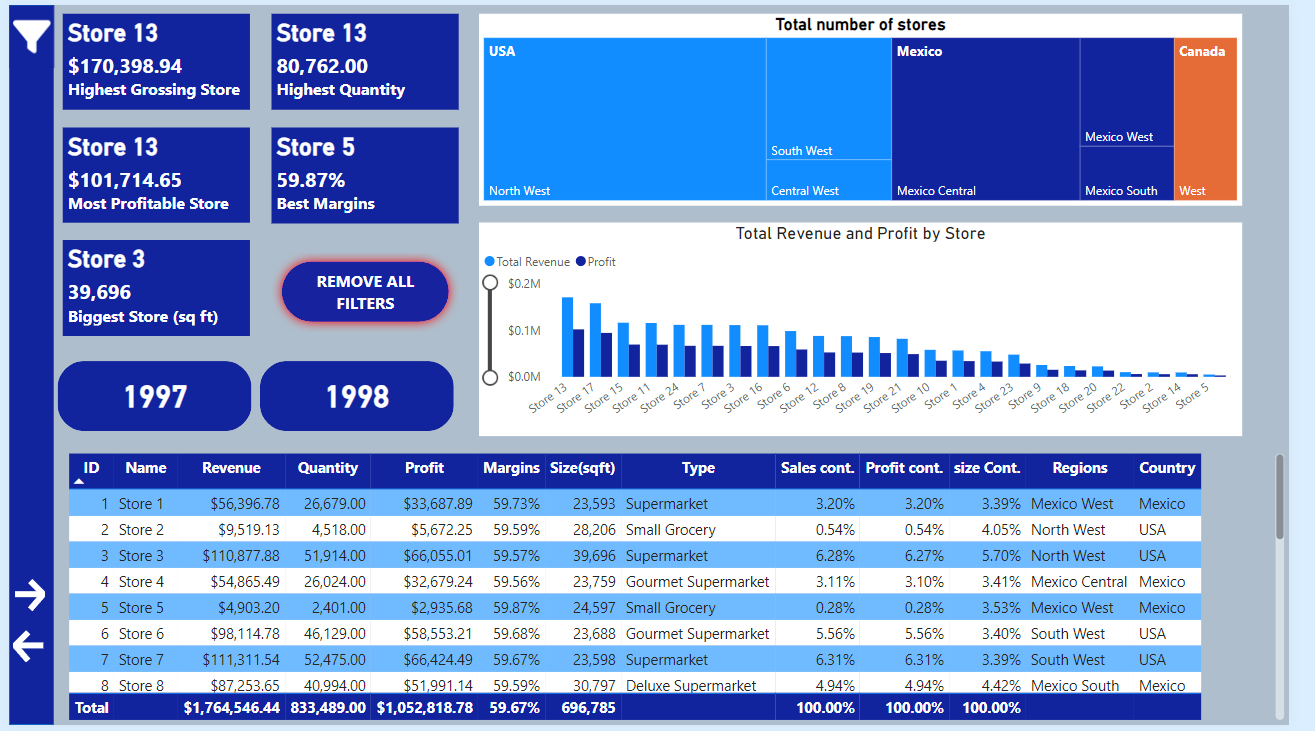 Store 13
$170,398.94
Highest Grossing Store
Store 13
80,762.00
Highest Quantity
Store 13
$101,714.65
Most Profitable Store
Store 5
59.87%
Best Margins
Store 3
39,696
Biggest Store (sq ft)
REMOVE ALL
FILTERS
1997
1998
Total number of stores
USA
Mexico
Canada
North West
South West
Central West
Mexico Central
Mexico West
Mexico South
West
Total Revenue and Profit by Store
Total Revenue Profit
$0.2M
$0.1M
$0.0M
Store 13 Store 17 Store 15 Store 11 Store 24 Store 7 Store 3 Store 16 Store 6 Store 12 Store 8 Store 19 Store 21 Store 10 Store 1 Store 4 Store 23 Store 9 Store 18 Store 20 Store 22 Store 2 Store 14 Store 5
ID Name Revenue Quantity Profit Margins Size(sqft) Type Sales cont. Profit cont. size Cont. Regions Country
1 Store 1 $56,396.78 26,679.00 $33,687.89 59.73% 23,593 Supermarket 3.20% 3.20% 3.39% Mexico West Mexico
2 Store 2 $9,519.13 4,518.00 $5,672.25 59.59% 28,206 Small Grocery 0.54% 0.54% 4.05% North West USA
3 Store 3 $110,877.88 51,914.00 $66,055.01 59.57% 39,696 Supermarket 6.28% 6.27% 5.70% North West USA
4 Store 4 $54,865.49 26,024.00 $32,679.24 59.56% 23,759 Gourmet Supermarket 3.11% 3.10% 3.41% Mexico Central Mexico
5 Store 5 $4,903.20 2,401.00 $2,935.68 59.87% 24,597 Small Grocery 0.28% 0.28% 3.53% Mexico West Mexico
6 Store 6 $98,114.78 46,129.00 $58,553.21 59.68% 23,688 Gourmet Supermarket 5.56% 5.56% 3.40% South West USA
7 Store 7 $111,311.54 52,475.00 $66,424.49 59.67% 23,598 Supermarket 6.31% 6.31% 3.39% South West USA
8 Store 8 $87,253.65 40,994.00 $51,991.14 59.59% 30,797 Deluxe Supermarket 4.94% 4.94% 4.42% Mexico South Mexico
Total $1,764,546.44 833,489.00 $1,052,818.78 59.67% 696,785 100.00% 100.00% 100.00%